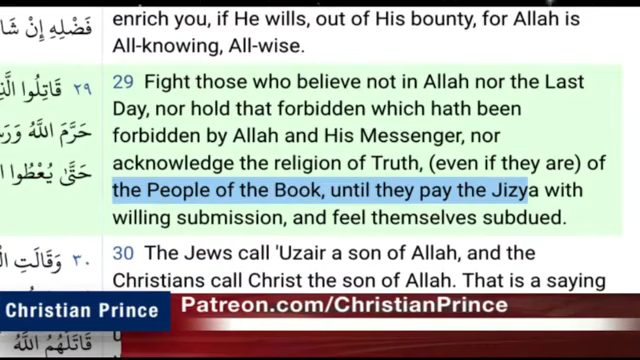 enrich you, if He wills, out of His bounty, for Allah is
All-knowing, All-wise.
فَضْلِهِ إِنْ
29 Fight those who believe not in Allah nor the Last
Day, nor hold that forbidden which hath been
forbidden by Allah and His Messenger, nor
acknowledge the religion of Truth, (even if they are) of
the People of the Book, until they pay the Jizya with
willing submission, and feel themselves subdued.
٢٩ قَاتِلُوا
حَرَّمَ اللَّهُ
حَتَّىٰ يُعْطُوا
30 The Jews call 'Uzair a son of Allah, and the
Christians call Christ the son of Allah. That is a saying
٣٠ وَقَالَتِ
قَاتَلَهُمُ اللَّهُ
Christian Prince
Patreon.com/ChristianPrince